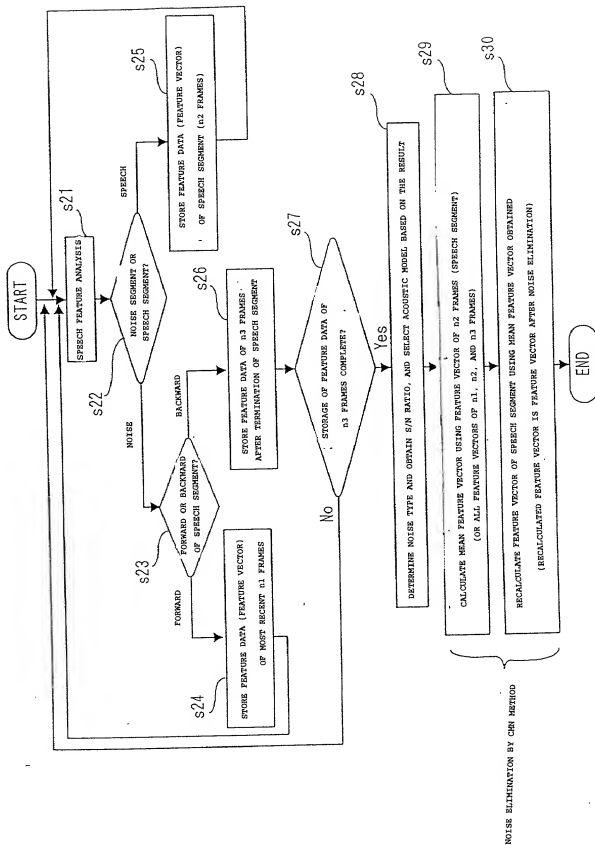 START
s21
SPEECH FEATURE ANALYSIS
s22
NOISE SEGMENT OR
SPEECH SEGMENT?
NOISE
SPEECH
s23
FORWARD OR BACKWARD
OF SPEECH SEGMENT?
FORWARD
BACKWARD
s24
STORE FEATURE DATA (FEATURE VECTOR)
OF MOST RECENT n1 FRAMES
s25
STORE FEATURE DATA (FEATURE VECTOR)
OF SPEECH SEGMENT (n2 FRAMES)
s26
STORE FEATURE DATA OF n3 FRAMES
AFTER TERMINATION OF SPEECH SEGMENT
s27
STORAGE OF FEATURE DATA OF
n3 FRAMES COMPLETE?
No
Yes
s28
DETERMINE NOISE TYPE AND OBTAIN S/N RATIO, AND SELECT ACOUSTIC MODEL BASED ON THE RESULT
s29
CALCULATE MEAN FEATURE VECTOR USING FEATURE VECTOR OF n2 FRAMES (SPEECH SEGMENT)
(OR ALL FEATURE VECTORS OF n1, n2, AND n3 FRAMES)
s30
RECALCULATE FEATURE VECTOR OF SPEECH SEGMENT USING MEAN FEATURE VECTOR OBTAINED
(RECALCULATED FEATURE VECTOR IS FEATURE VECTOR AFTER NOISE ELIMINATION)
NOISE ELIMINATION BY CMN METHOD
END